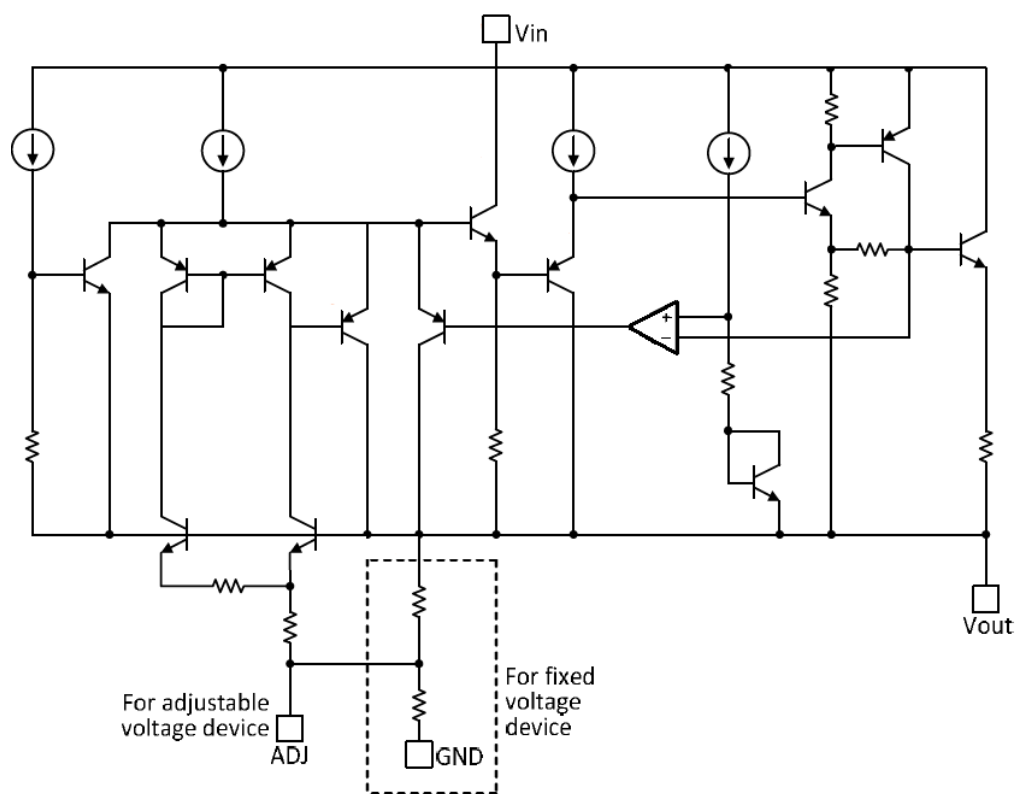 Vin
+
−
Vout
For fixed
voltage
device
For adjustable
voltage device
ADJ
GND